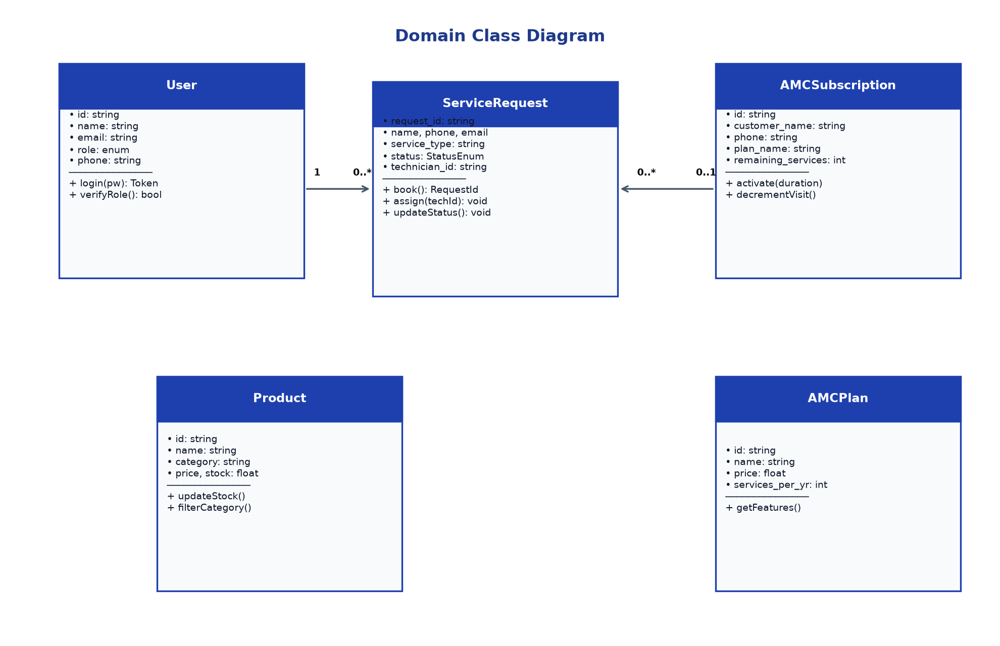 Domain Class Diagram
User
• id: string
• name: string
• email: string
• role: enum
• phone: string
+ login(pw): Token
+ verifyRole(): bool
1
0..*
ServiceRequest
• request_id: string
• name, phone, email
• service_type: string
• status: StatusEnum
• technician_id: string
+ book(): RequestId
+ assign(techId): void
+ updateStatus(): void
0..*
0..1
AMCSubscription
• id: string
• customer_name: string
• phone: string
• plan_name: string
• remaining_services: int
+ activate(duration)
+ decrementVisit()
Product
• id: string
• name: string
• category: string
• price, stock: float
+ updateStock()
+ filterCategory()
AMCPlan
• id: string
• name: string
• price: float
• services_per_yr: int
+ getFeatures()